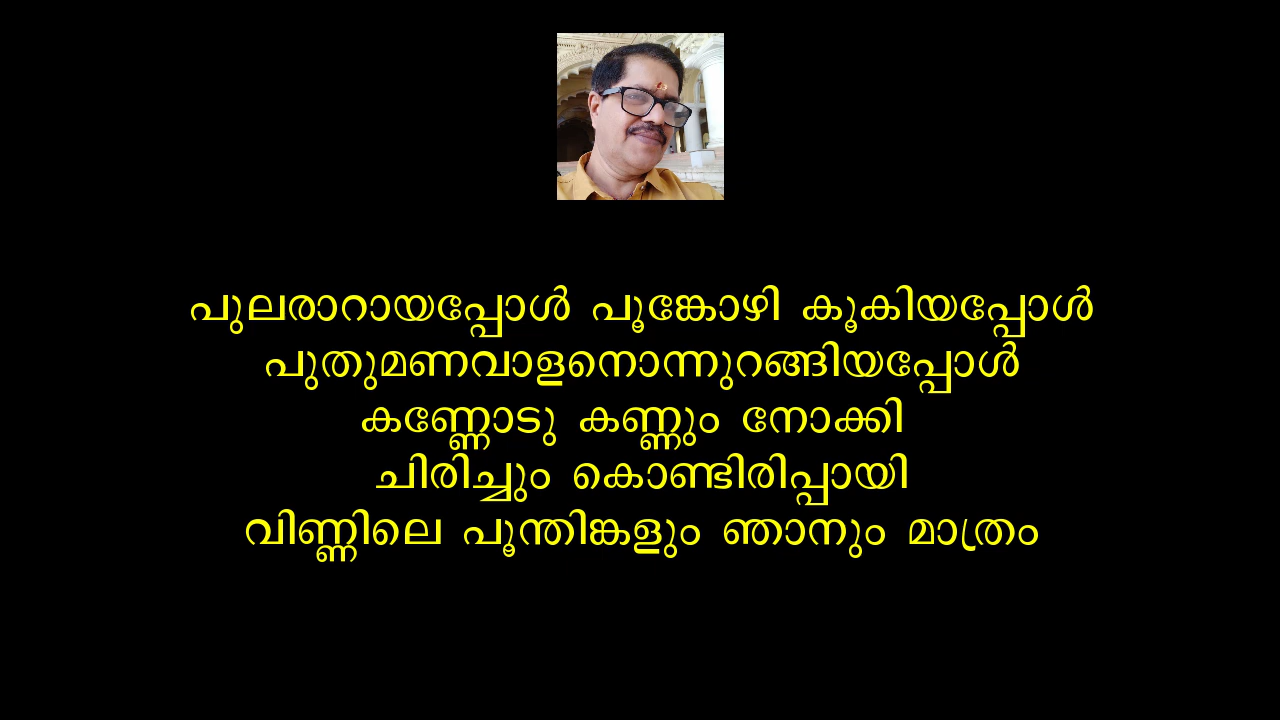 പുലരാറായപ്പോൾ പൂങ്കോഴി കൂകിയപ്പോൾ
പുതുമണവാളനൊന്നുറങ്ങിയപ്പോൾ
കണ്ണോടു കണ്ണും നോക്കി
ചിരിച്ചും കൊണ്ടിരിപ്പായി
വിണ്ണിലെ പൂന്തിങ്കളും ഞാനും മാത്രം